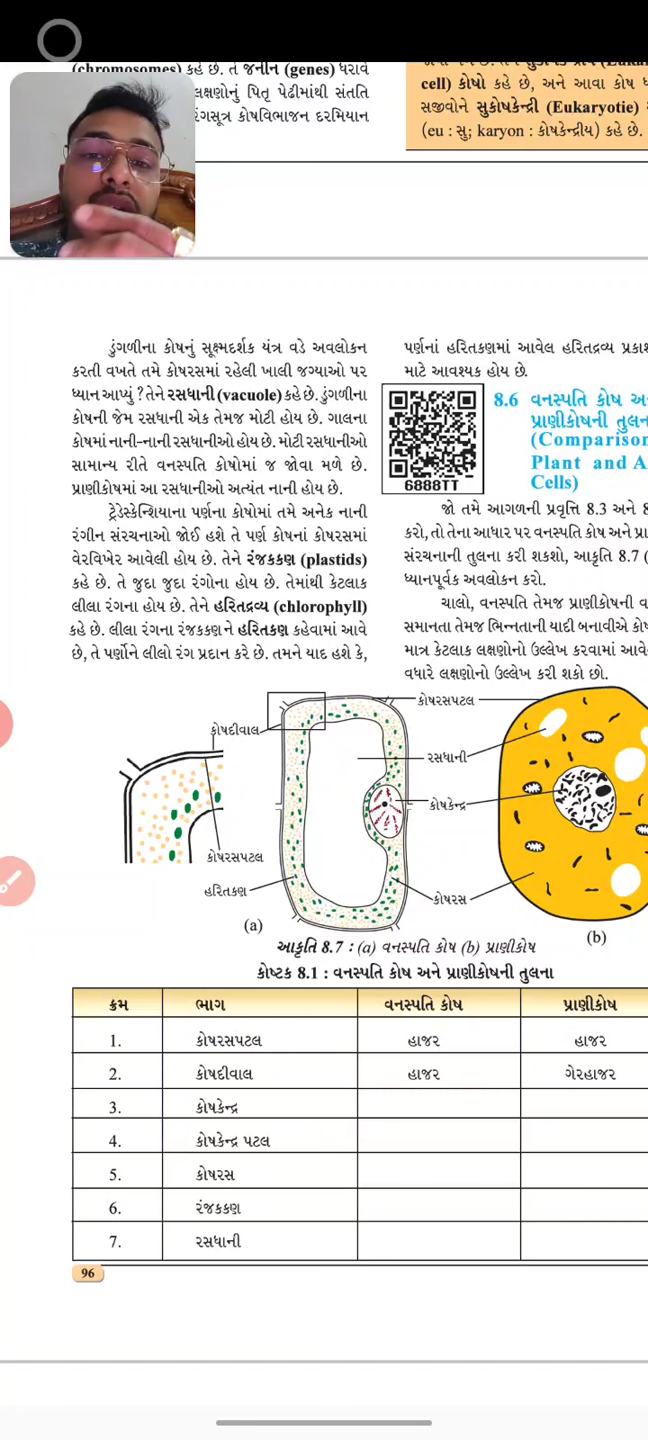 (chromosomes) કહે છે. તે જનીન (genes) ધરાવે
લક્ષણોનું પિતૃ પેઢીમાંથી સંતતિ
રંગસૂત્ર કોષવિભાજન દરમિયાન
cell) કોષો કહે છે, અને આવા કોષ
સજીવોને સુકોષકેન્દ્રી (Eukaryotie)
(eu : સુ; karyon : કોષકેન્દ્રીય) કહે છે.
ડુંગળીના કોષનું સૂક્ષ્મદર્શક યંત્ર વડે અવલોકન
કરતી વખતે તમે કોષરસમાં રહેલી ખાલી જગ્યાઓ પર
ધ્યાન આપ્યું ? તેને રસધાની (vacuole) કહે છે. ડુંગળીના
કોષની જેમ રસધાની એક તેમજ મોટી હોય છે. ગાલના
કોષમાં નાની-નાની રસધાનીઓ હોય છે. મોટી રસધાનીઓ
સામાન્ય રીતે વનસ્પતિ કોષોમાં જ જોવા મળે છે.
પ્રાણીકોષમાં આ રસધાનીઓ અત્યંત નાની હોય છે.
ટ્રેડેસ્કેન્શિયાના પર્ણના કોષોમાં તમે અનેક નાની
રંગીન સંરચનાઓ જોઈ હશે તે પર્ણ કોષનાં કોષરસમાં
વેરવિખેર આવેલી હોય છે. તેને રંજકકણ (plastids)
કહે છે. તે જુદા જુદા રંગોના હોય છે. તેમાંથી કેટલાક
લીલા રંગના હોય છે. તેને હરિતદ્રવ્ય (chlorophyll)
કહે છે. લીલા રંગના રંજકકણને હરિતકણ કહેવામાં આવે
છે, તે પર્ણોને લીલો રંગ પ્રદાન કરે છે. તમને યાદ હશે કે,
પર્ણનાં હરિતકણમાં આવેલ હરિતદ્રવ્ય પ્રકાશ
માટે આવશ્યક હોય છે.
6888TT
8.6 વનસ્પતિ કોષ અ
પ્રાણીકોષની તુલ
(Comparison
Plant and A
Cells)
જો તમે આગળની પ્રવૃત્તિ 8.3 અને 8
કરો, તો તેના આધાર પર વનસ્પતિ કોષ અને પ્રા
સંરચનાની તુલના કરી શકશો, આકૃતિ 8.7 (
ધ્યાનપૂર્વક અવલોકન કરો.
ચાલો, વનસ્પતિ તેમજ પ્રાણીકોષની વ
સમાનતા તેમજ ભિન્નતાની યાદી બનાવીએ કોષ
માત્ર કેટલાક લક્ષણોનો ઉલ્લેખ કરવામાં આવે
વધારે લક્ષણોનો ઉલ્લેખ કરી શકો છો.
કોષરસપટલ
કોષદીવાલ
રસધાની
કોષકેન્દ્ર
કોષરસપટલ
હરિતકણ
કોષરસ
(a)
(b)
આકૃતિ 8.7 : (a) વનસ્પતિ કોષ (b) પ્રાણીકોષ
કોષ્ટક 8.1 : વનસ્પતિ કોષ અને પ્રાણીકોષની તુલના
ક્રમ ભાગ વનસ્પતિ કોષ પ્રાણીકોષ
1. કોષરસપટલ હાજર હાજર
2. કોષદીવાલ હાજર ગેરહાજર
3. કોષકેન્દ્ર
4. કોષકેન્દ્ર પટલ
5. કોષરસ
6. રંજકકણ
7. રસધાની
96